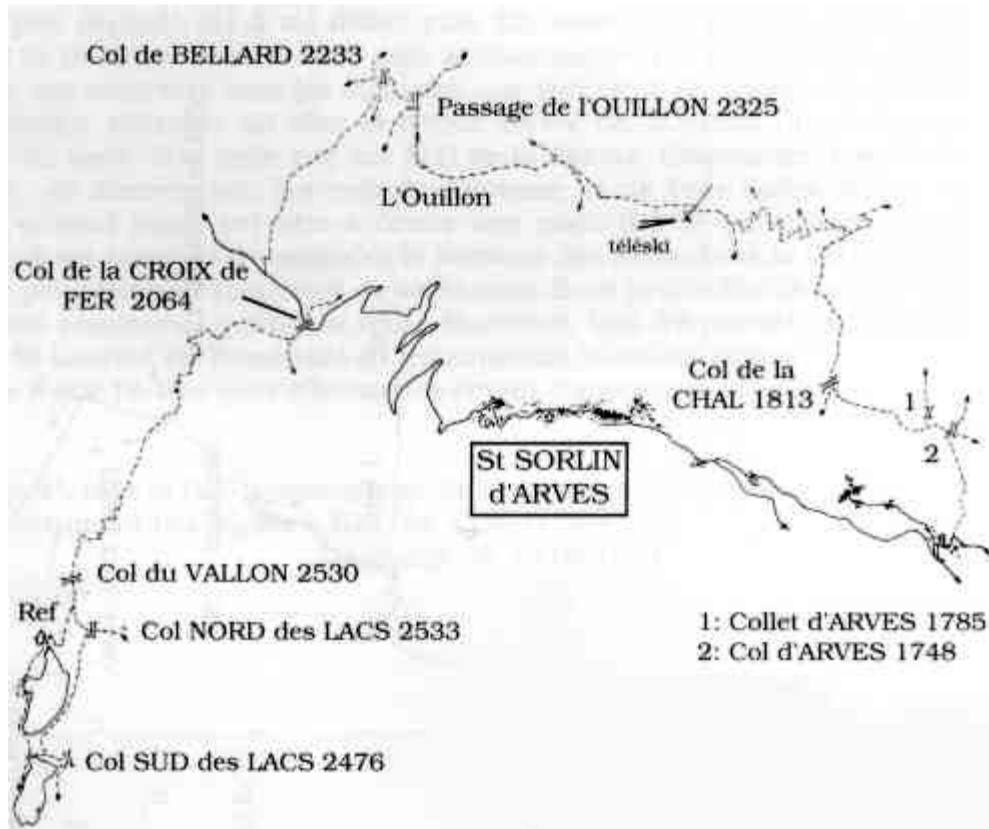 Col de BELLARD 2233
Passage de l'OUILLON 2325
L'Ouillon
téléski
Col de la CROIX de
FER 2064
Col de la
CHAL 1813
1
2
St SORLIN
d'ARVES
Col du VALLON 2530
Ref
Col NORD des LACS 2533
1: Collet d'ARVES 1785
2: Col d'ARVES 1748
Col SUD des LACS 2476